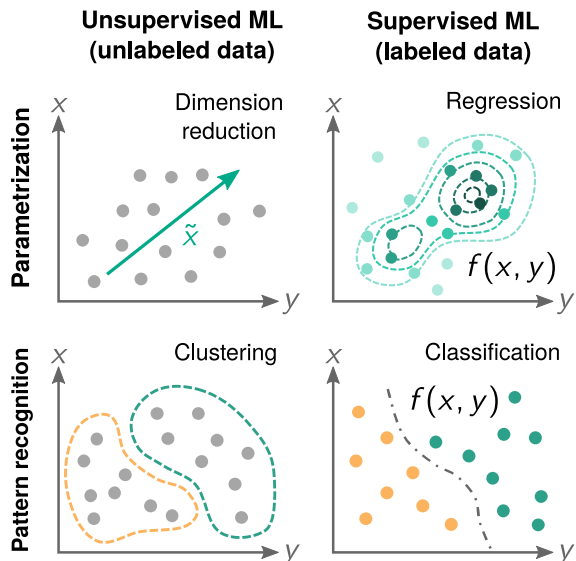 Unsupervised ML
(unlabeled data)
Supervised ML
(labeled data)
Parametrization
x
Dimension
reduction
x̃
y
x
Regression
f(x, y)
y
Pattern recognition
x
Clustering
y
x
Classification
f(x, y)
y